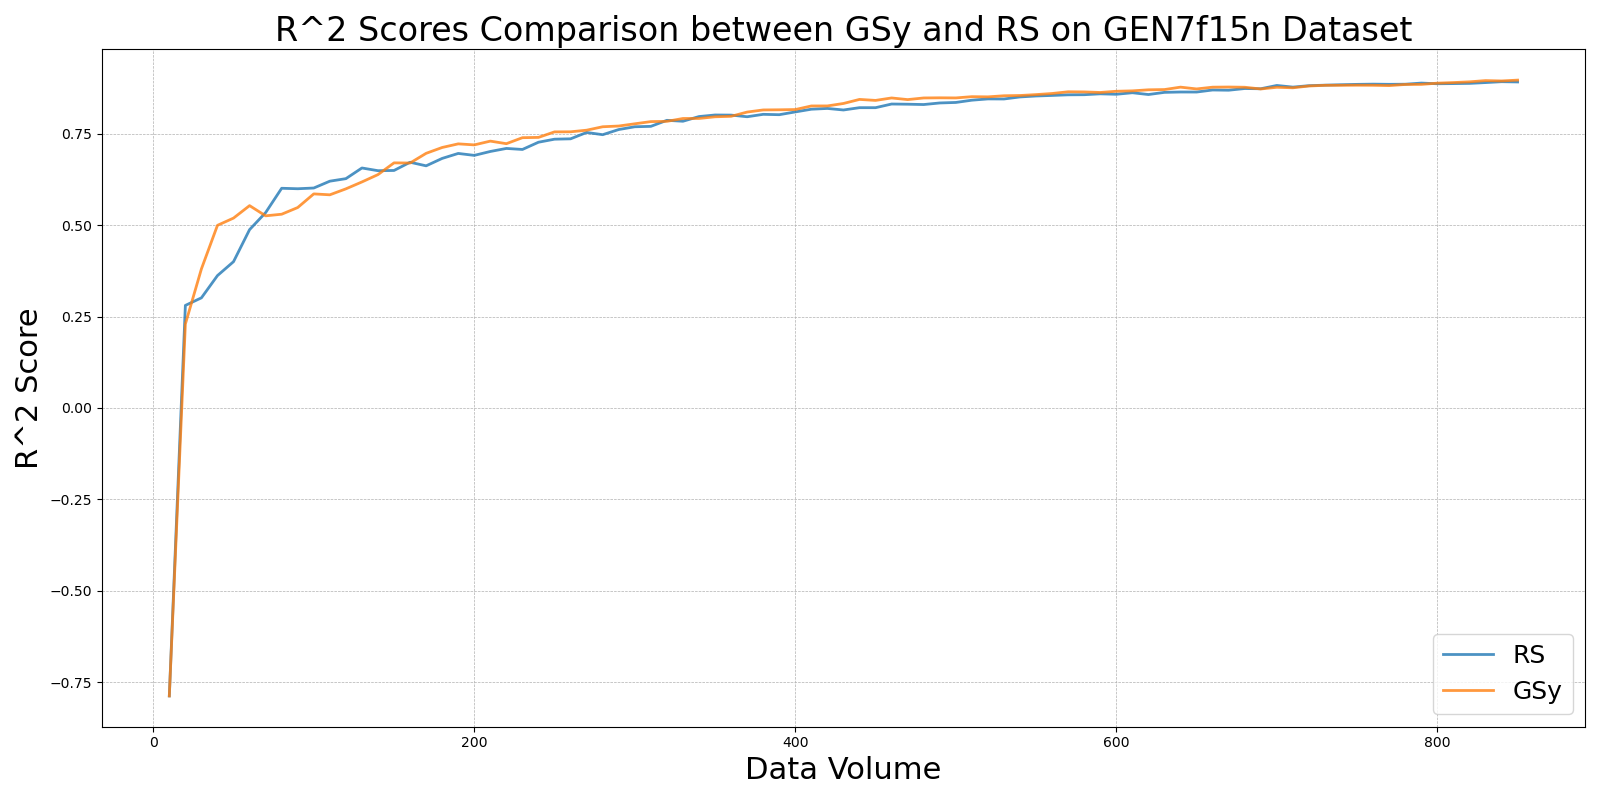 R^2 Scores Comparison between GSy and RS on GEN7f15n Dataset
R^2 Score
0.75
0.50
0.25
0.00
−0.25
−0.50
−0.75
0 200 400 600 800
Data Volume
RS
GSy